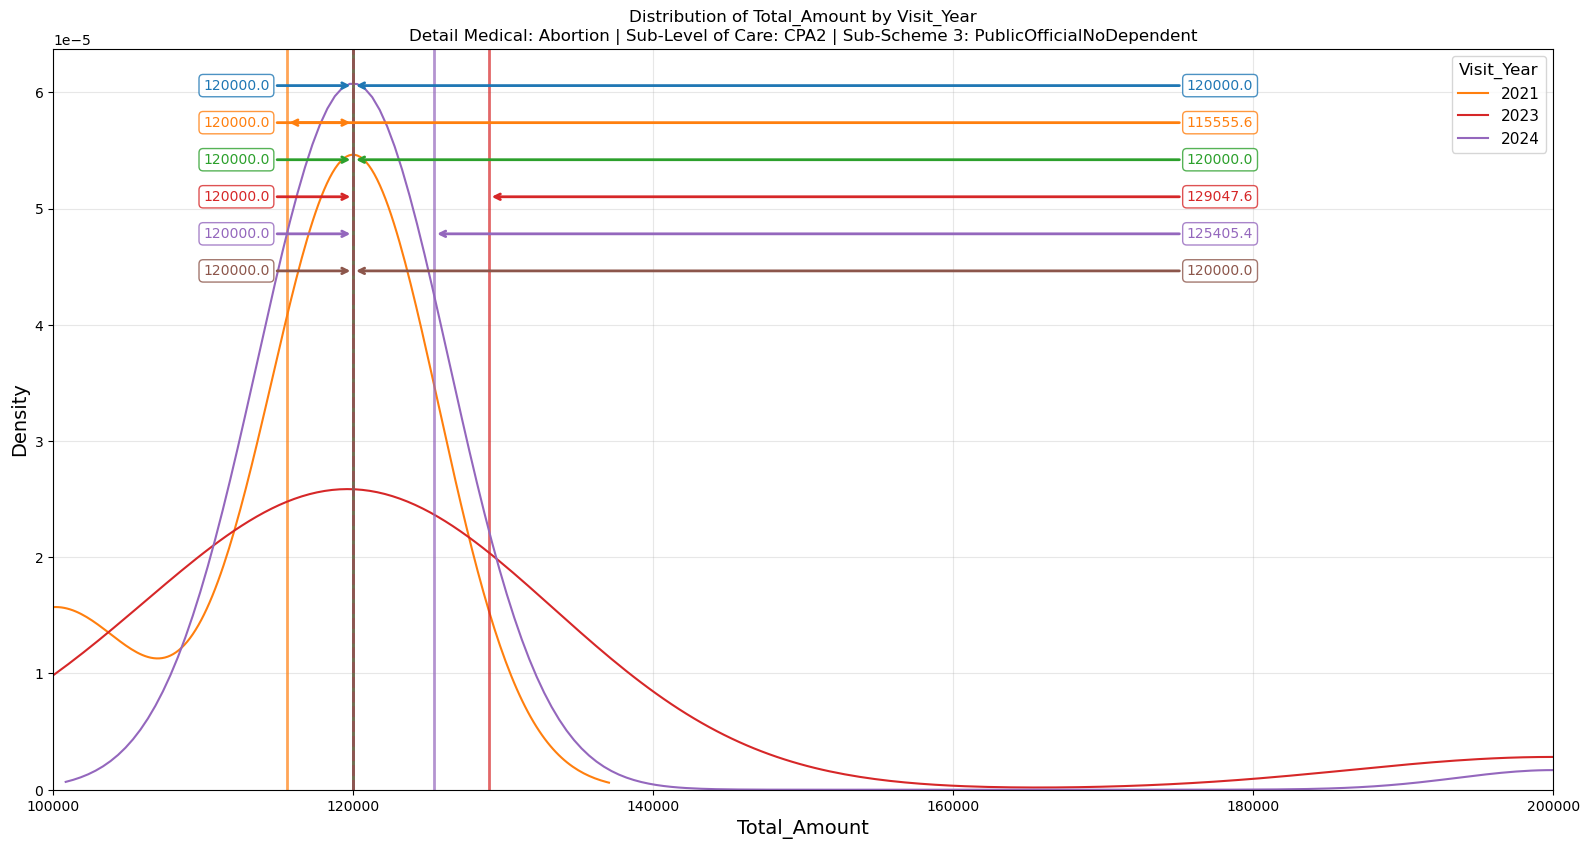 Distribution of Total_Amount by Visit_Year
Detail Medical: Abortion | Sub-Level of Care: CPA2 | Sub-Scheme 3: PublicOfficialNoDependent
1e−5
Visit_Year
2021
2023
2024
120000.0 120000.0
120000.0 115555.6
120000.0 120000.0
120000.0 129047.6
120000.0 125405.4
120000.0 120000.0
6
5
4
3
2
1
0
Density
100000 120000 140000 160000 180000 200000
Total_Amount